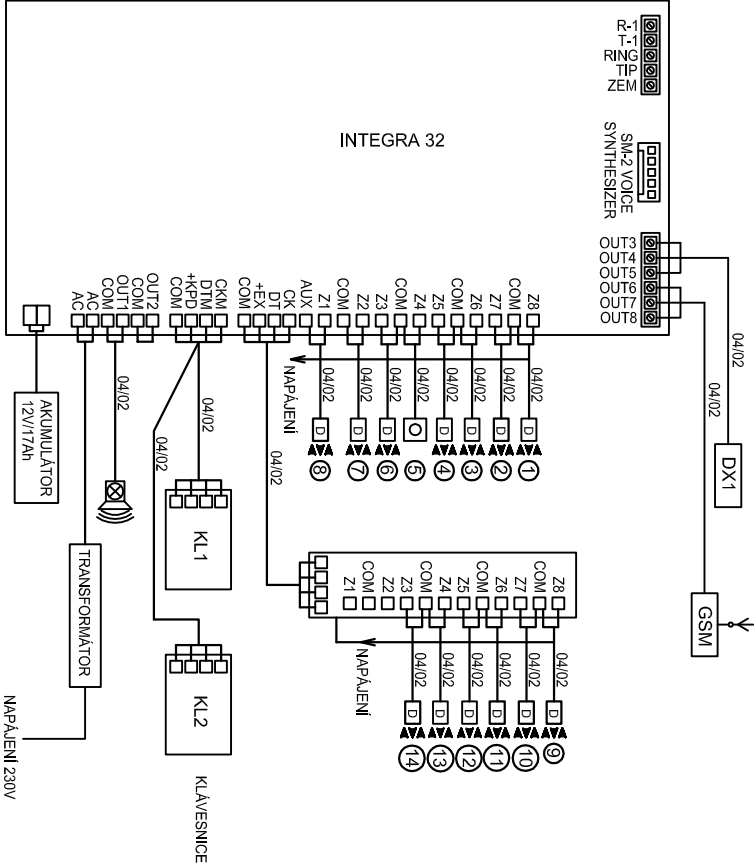 R-1
T-1
RING
TIP
ZEM
SM-2 VOICE
SYNTHESIZER
INTEGRA 32
OUT3
OUT4
OUT5
OUT6
OUT7
OUT8
AC
AC
COM
OUT1
COM
OUT2
COM
+KPD
DTM
CKM
COM
+EX
DT
CK
AUX
Z1
COM
Z2
Z3
COM
Z4
Z5
COM
Z6
Z7
COM
Z8
04/02
04/02
DX1
GSM
NAPÁJENÍ
04/02
04/02
04/02
04/02
04/02
04/02
04/02
04/02
D
D
D
D
D
D
D
8
7
6
5
4
3
2
1
AKUMULÁTOR
12V/17Ah
04/02
04/02
04/02
04/02
KL1
TRANSFORMÁTOR
KL2
Z1
COM
Z2
Z3
COM
Z4
Z5
COM
Z6
Z7
COM
Z8
NAPÁJENÍ
04/02
04/02
04/02
04/02
04/02
04/02
D
D
D
D
D
D
14
13
12
11
10
9
NAPÁJENÍ 230V
KLÁVESNICE